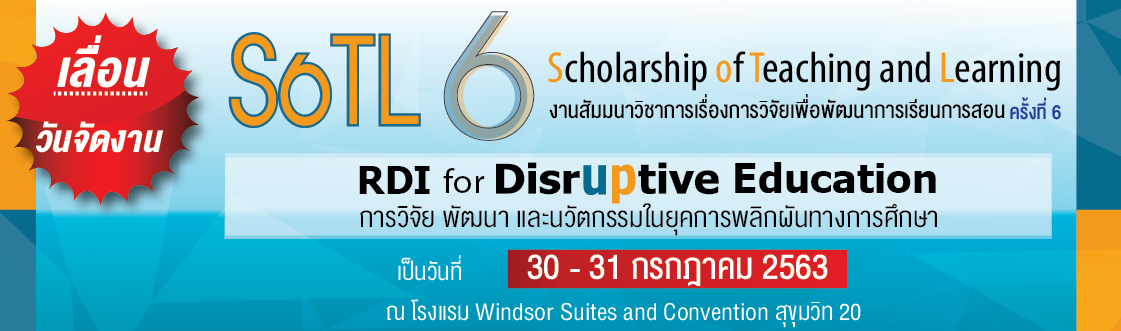 เลื่อน
วันจัดงาน
SoTL 6
Scholarship of Teaching and Learning
งานสัมมนาวิชาการเรื่องการวิจัยเพื่อพัฒนาการเรียนการสอน ครั้งที่ 6
RDI for Disruptive Education
การวิจัย พัฒนา และนวัตกรรมในยุคการพลิกผันทางการศึกษา
เป็นวันที่ 30 - 31 กรกฎาคม 2563
ณ โรงแรม Windsor Suites and Convention สุขุมวิท 20